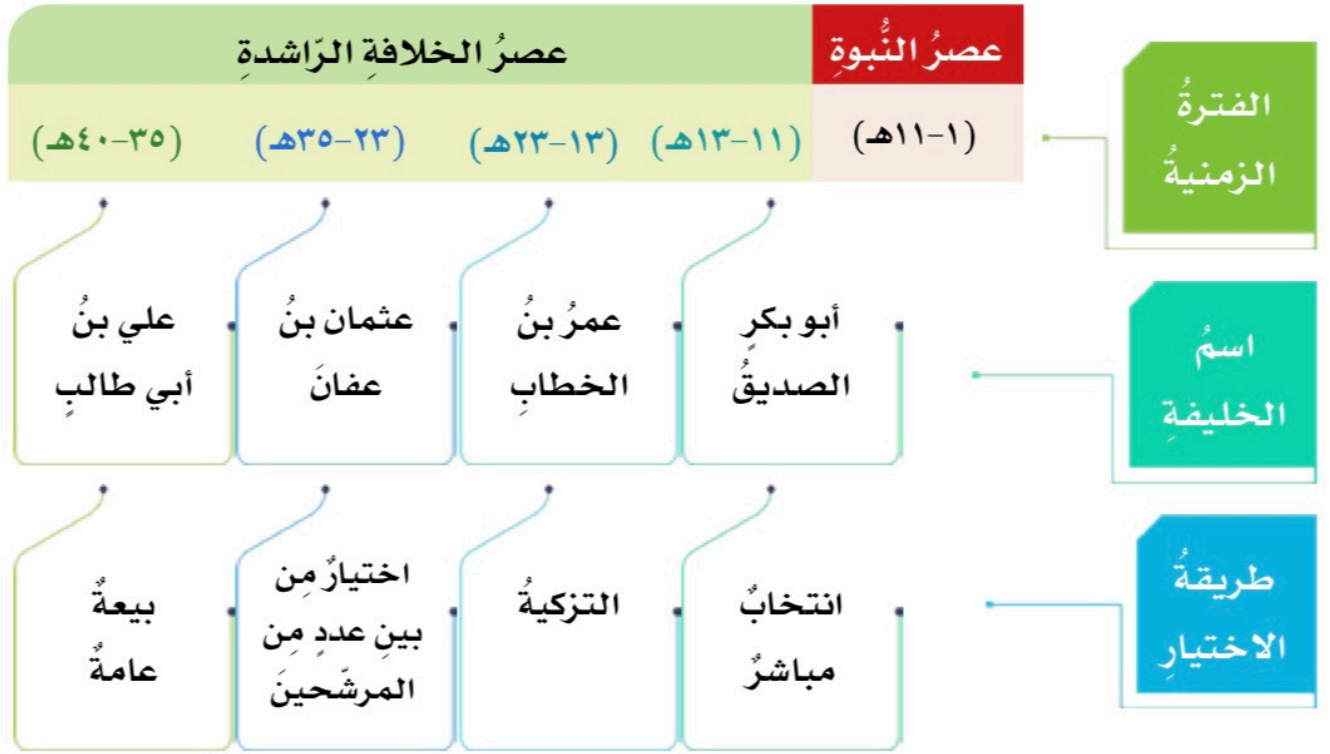 عصرُ النُّبوةِ
عصرُ الخلافةِ الرّاشدةِ
الفترةُ
الزمنيةُ
(١-١١هـ)
(١١-١٣هـ)
(١٣-٢٣هـ)
(٢٣-٣٥هـ)
(٣٥-٤٠هـ)
اسمُ
الخليفةِ
أبو بكرٍ
الصديقُ
عمرُ بنُ
الخطابِ
عثمان بنُ
عفانَ
علي بنُ
أبي طالبٍ
طريقةُ
الاختيارِ
انتخابٌ
مباشرٌ
التزكيةُ
اختيارٌ مِن
بينِ عددٍ مِن
المرشّحينَ
بيعةٌ
عامةٌ